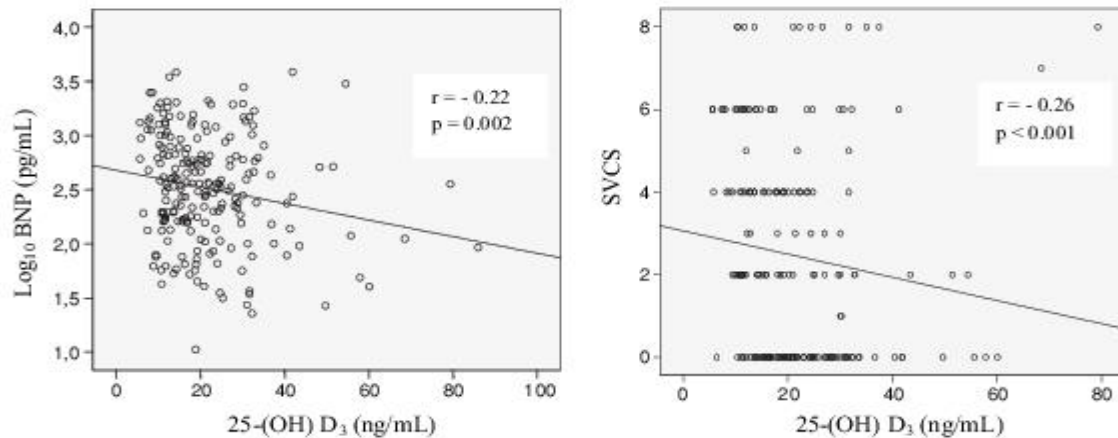 4,0
3,5
3,0
2,5
2,0
1,5
1,0
Log₁₀ BNP (pg/mL)
r = - 0.22
p = 0.002
0 20 40 60 80 100
25-(OH) D₃ (ng/mL)
8
6
4
2
0
SVCS
r = - 0.26
p < 0.001
0 20 40 60 80
25-(OH) D₃ (ng/mL)